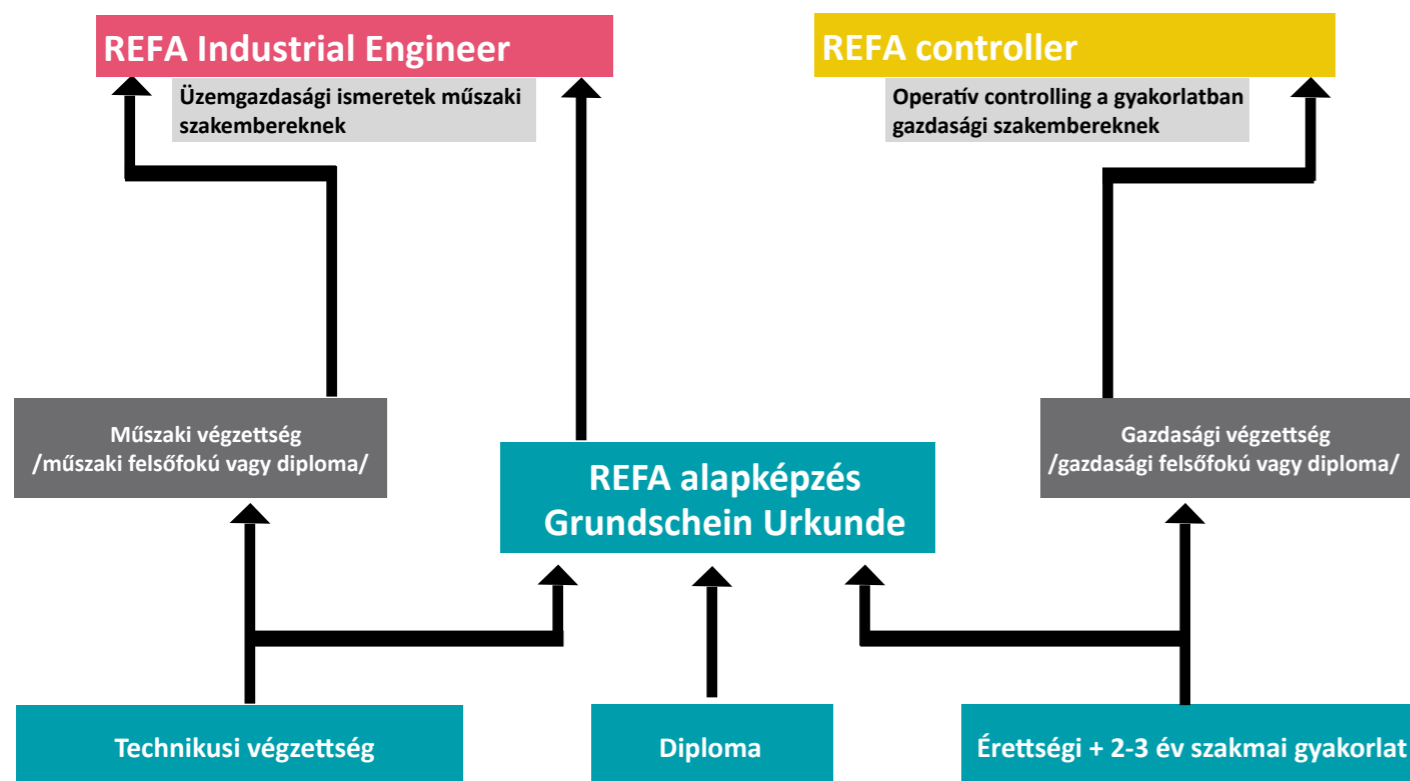 REFA Industrial Engineer
REFA controller
Üzemgazdasági ismeretek műszaki
szakembereknek
Operatív controlling a gyakorlatban
gazdasági szakembereknek
Műszaki végzettség
/műszaki felsőfokú vagy diploma/
Gazdasági végzettség
/gazdasági felsőfokú vagy diploma/
REFA alapképzés
Grundschein Urkunde
Technikusi végzettség
Diploma
Érettségi + 2-3 év szakmai gyakorlat